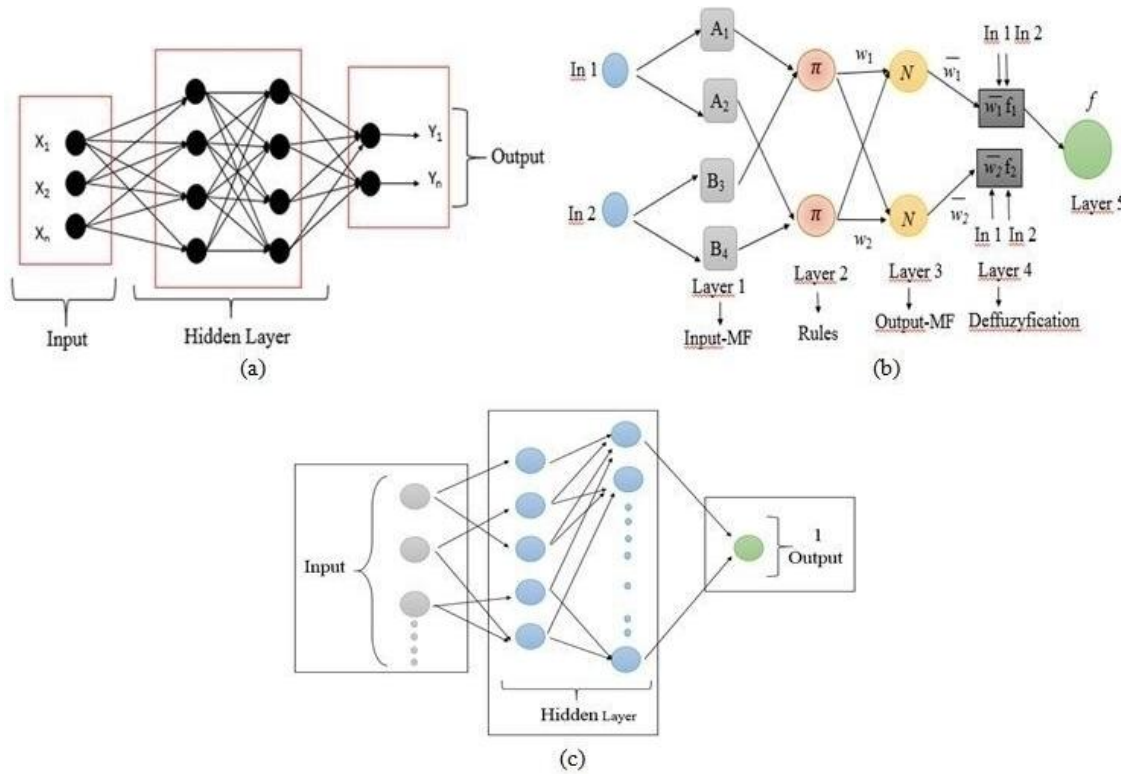 X₁
X₂
Xₙ
Input
Hidden Layer
Y₁
Yₙ
Output
(a)
In 1
In 2
A₁
A₂
B₃
B₄
π
π
w₁
w₂
N
N
w̅₁
w̅₂
In 1 In 2
w̅₁ f₁
w̅₂ f₂
In 1 In 2
f
Layer 5
Layer 1
Input-MF
Layer 2
Rules
Layer 3
Output-MF
Layer 4
Deffuzyfication
(b)
Input
Hidden Layer
1
Output
(c)